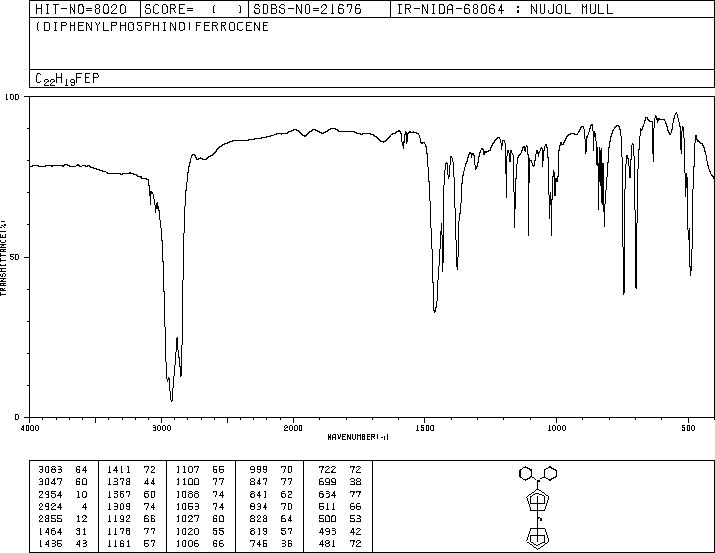 HIT-NO=8020 SCORE= ( ) SDBS-NO=21676 IR-NIDA-68064 : NUJOL MULL
(DIPHENYLPHOSPHINO)FERROCENE
C22H19FEP
100
50
0
TRANSMITTANCE(%)
4000 3000 2000 1500 1000 500
WAVENUMBER(-1)
3083 64 1411 72 1107 66 999 70 722 72
3047 60 1378 44 1100 77 847 77 699 38
2954 10 1367 60 1088 74 841 62 634 77
2924 4 1309 74 1063 74 834 70 511 66
2855 12 1192 66 1027 60 828 64 500 53
1464 31 1178 77 1020 55 819 57 493 42
1436 43 1161 57 1006 66 746 36 481 72